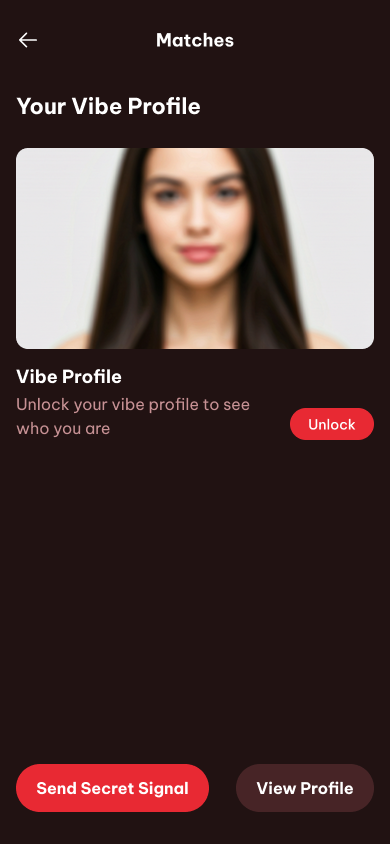 Matches
Your Vibe Profile
Vibe Profile
Unlock your vibe profile to see
who you are
Unlock
Send Secret Signal
View Profile